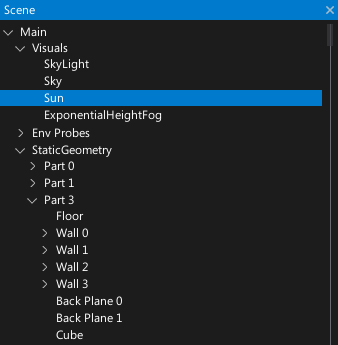 Scene
Main
Visuals
SkyLight
Sky
Sun
ExponentialHeightFog
Env Probes
StaticGeometry
Part 0
Part 1
Part 3
Floor
Wall 0
Wall 1
Wall 2
Wall 3
Back Plane 0
Back Plane 1
Cube